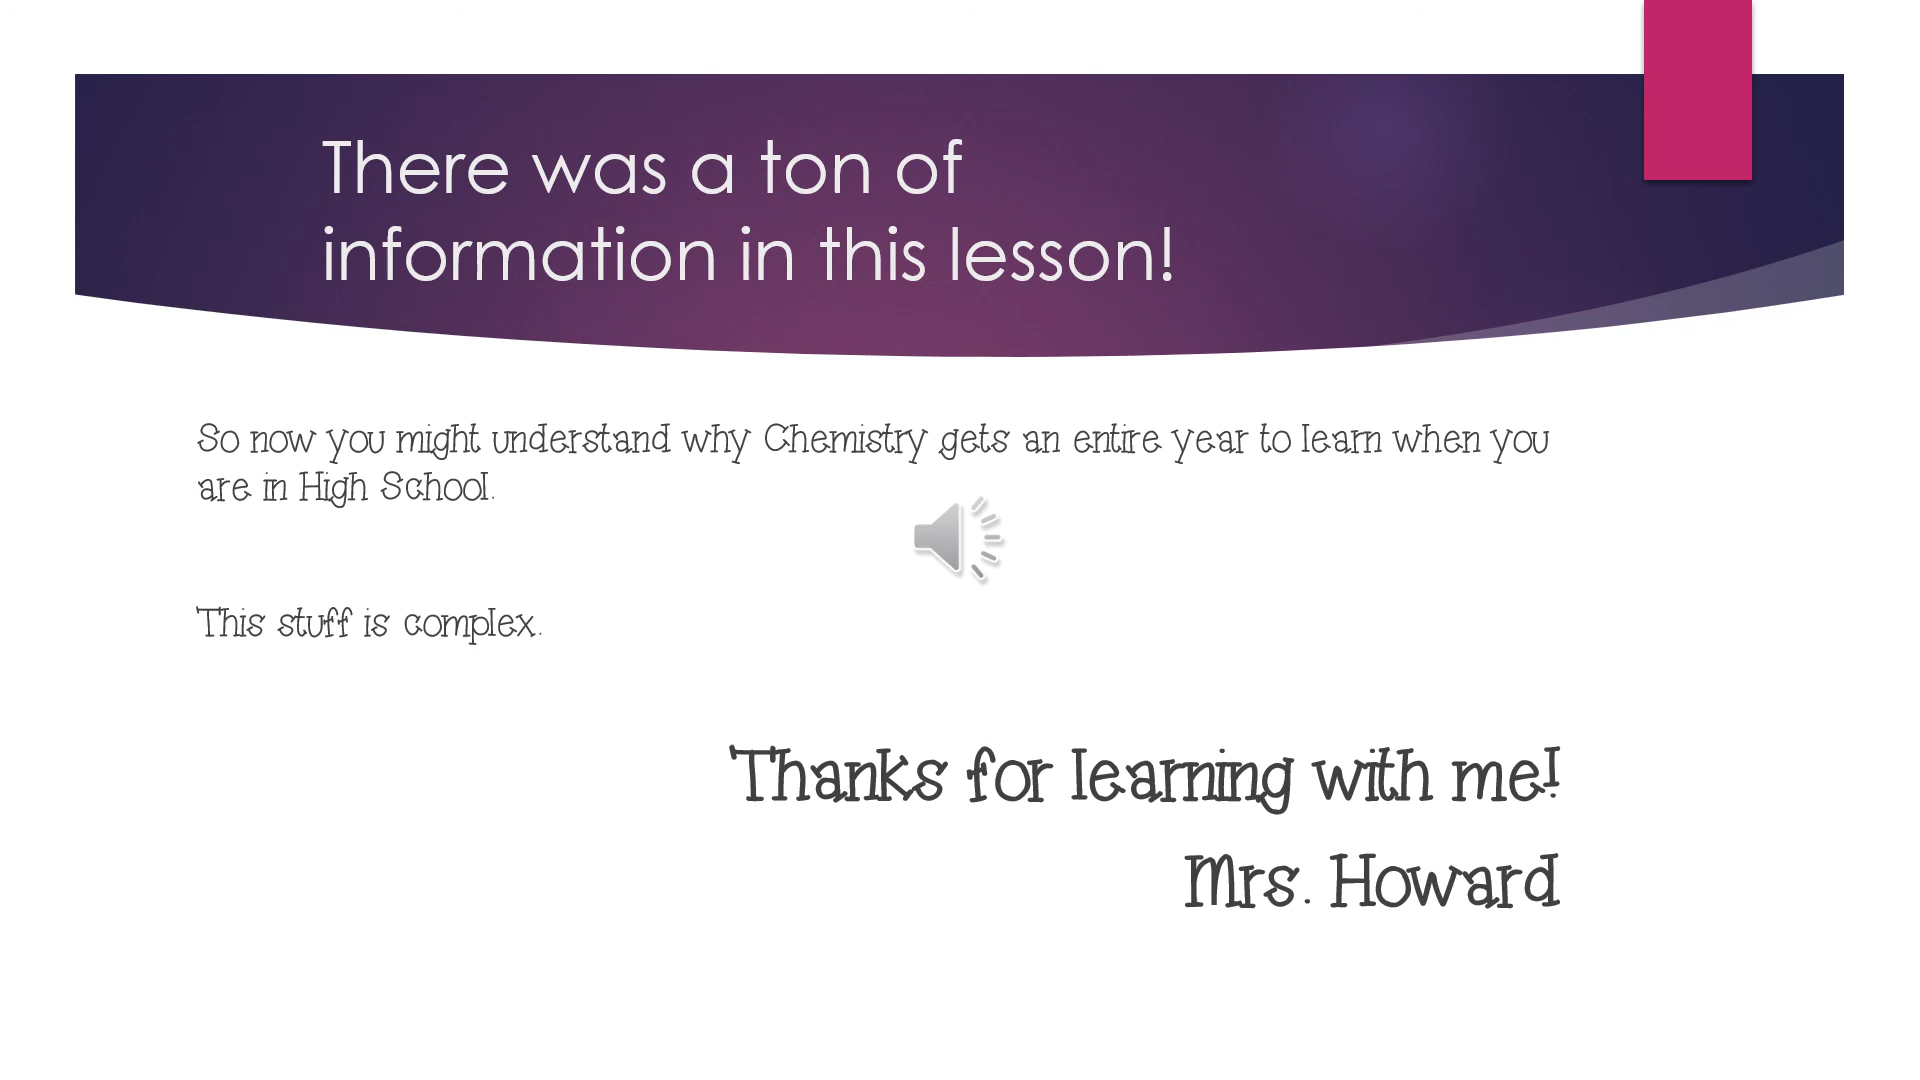 There was a ton of
information in this lesson!
So now you might understand why Chemistry gets an entire year to learn when you
are in High School.
This stuff is complex.
Thanks for learning with me!
Mrs. Howard